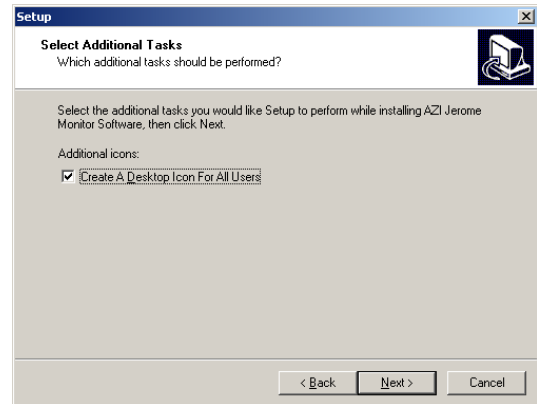 Setup
Select Additional Tasks
Which additional tasks should be performed?
Select the additional tasks you would like Setup to perform while installing AZI Jerome
Monitor Software, then click Next.
Additional icons:
Create A Desktop Icon For All Users
< Back Next > Cancel